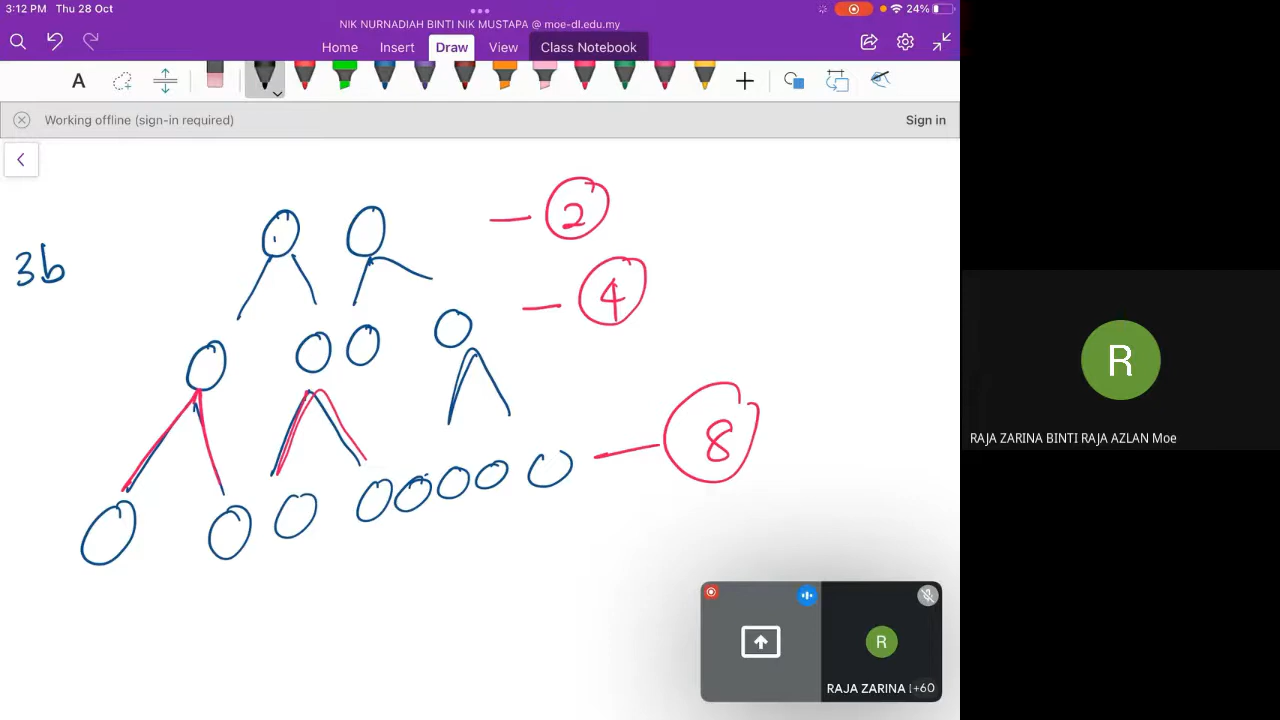 3:12 PM Thu 28 Oct
24%
NIK NURNADIAH BINTI NIK MUSTAPA @ moe-dl.edu.my
Home Insert Draw View Class Notebook
A
Working offline (sign-in required)
Sign in
2
3b
4
8
R
RAJA ZARINA BINTI RAJA AZLAN Moe
R
RAJA ZARINA +60